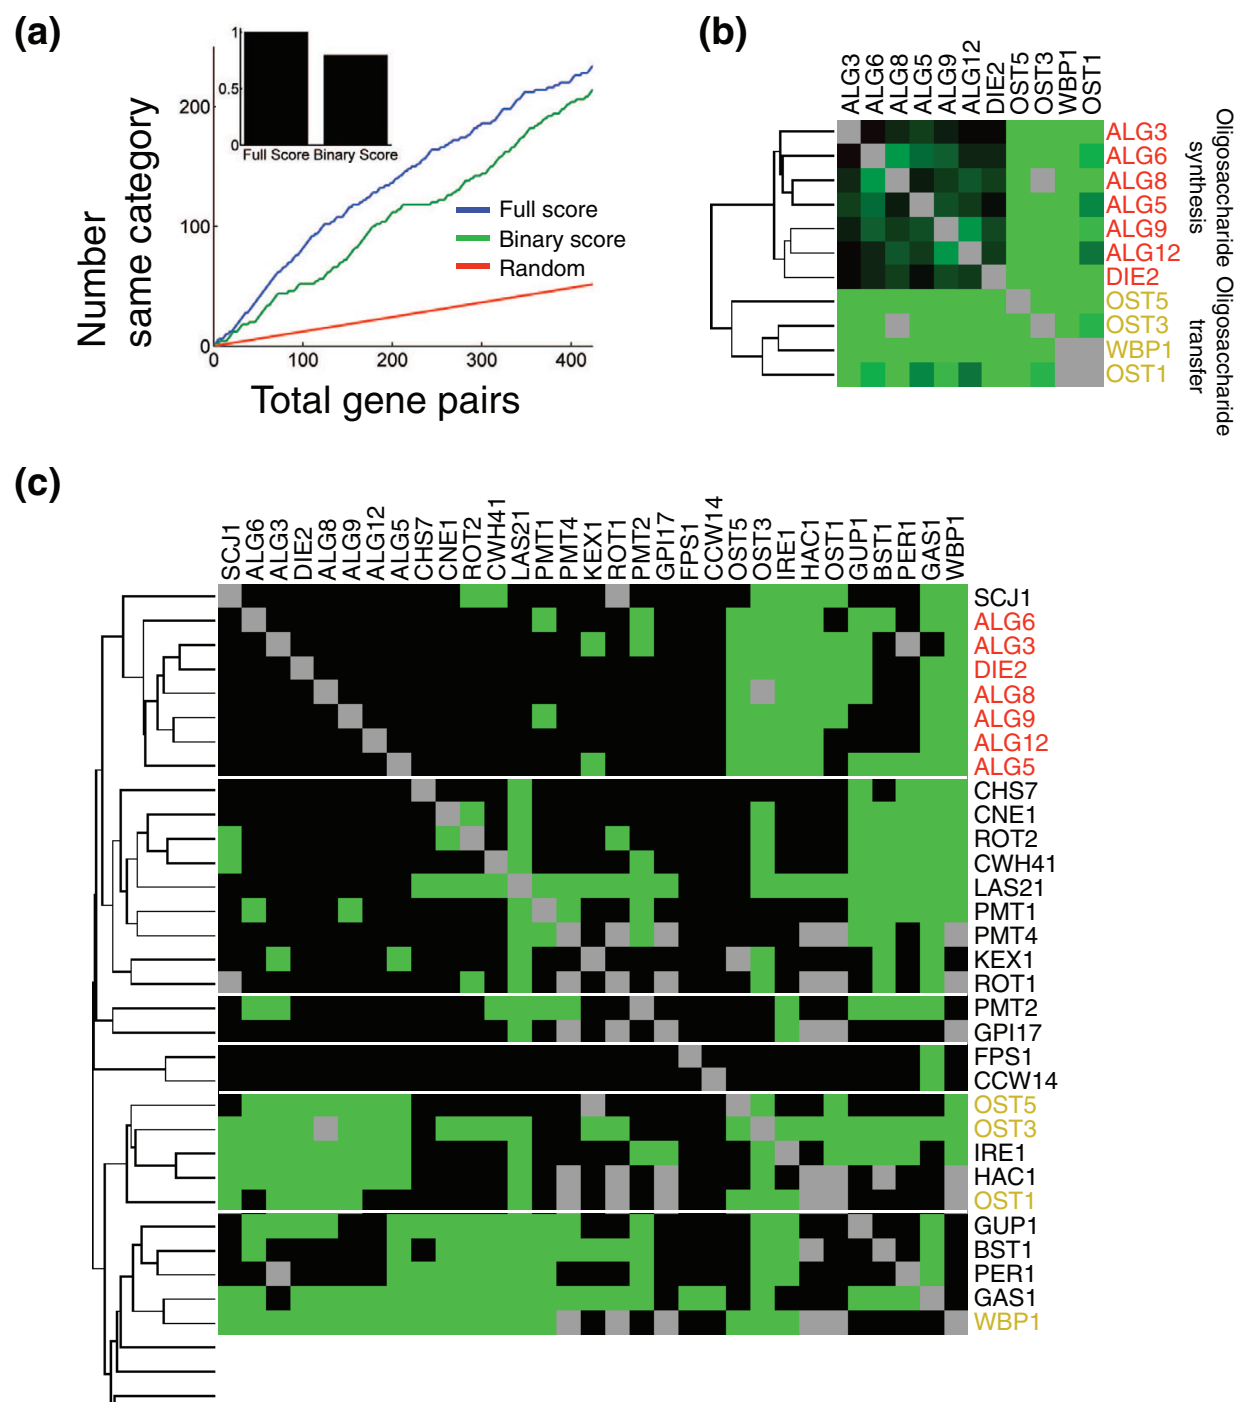 (a)
Number
same category
200
100
0
0
100
200
300
400
Total gene pairs
1
0.5
0
Full Score
Binary Score
Full score
Binary score
Random
(b)
ALG3
ALG6
ALG8
ALG5
ALG9
ALG12
DIE2
OST5
OST3
WBP1
OST1
ALG3
ALG6
ALG8
ALG5
ALG9
ALG12
DIE2
OST5
OST3
WBP1
OST1
Oligosaccharide
synthesis
Oligosaccharide
transfer
(c)
SCJ1
ALG6
ALG3
DIE2
ALG8
ALG9
ALG12
ALG5
CHS7
CNE1
ROT2
CWH41
LAS21
PMT1
PMT4
KEX1
ROT1
PMT2
GPI17
FPS1
CCW14
OST5
OST3
IRE1
HAC1
OST1
GUP1
BST1
PER1
GAS1
WBP1
SCJ1
ALG6
ALG3
DIE2
ALG8
ALG9
ALG12
ALG5
CHS7
CNE1
ROT2
CWH41
LAS21
PMT1
PMT4
KEX1
ROT1
PMT2
GPI17
FPS1
CCW14
OST5
OST3
IRE1
HAC1
OST1
GUP1
BST1
PER1
GAS1
WBP1